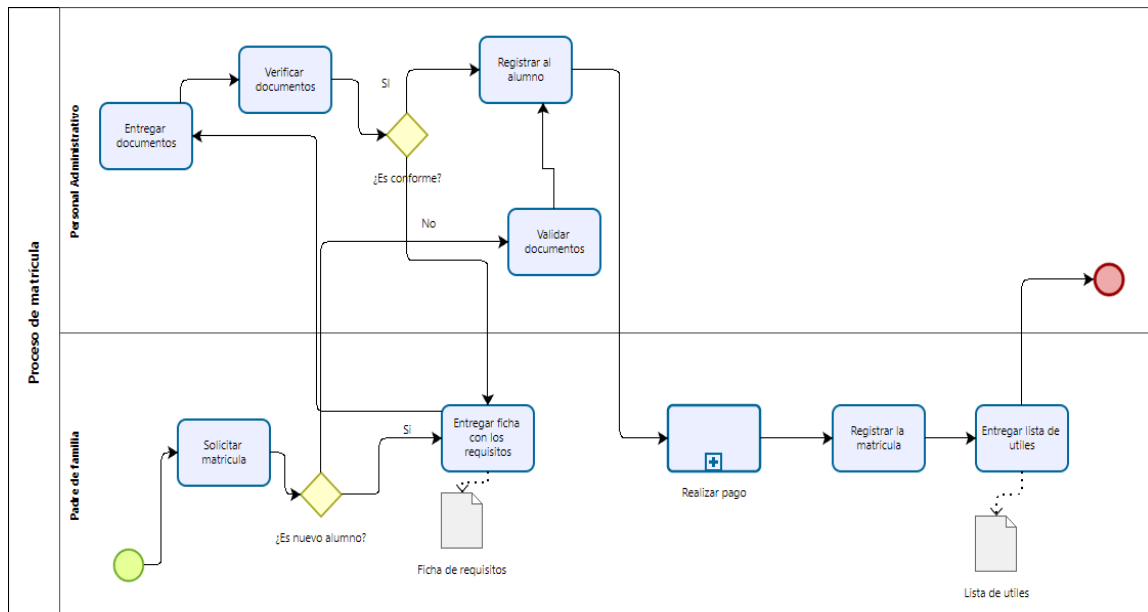 Proceso de matrícula
Personal Administrativo
Verificar
documentos
Entregar
documentos
SI
¿Es conforme?
Registrar al
alumno
No
Validar
documentos
Padre de familia
Solicitar
matricula
¿Es nuevo alumno?
Si
Entregar ficha
con los
requisitos
Ficha de requisitos
Realizar pago
Registrar la
matricula
Entregar lista de
utiles
Lista de utiles